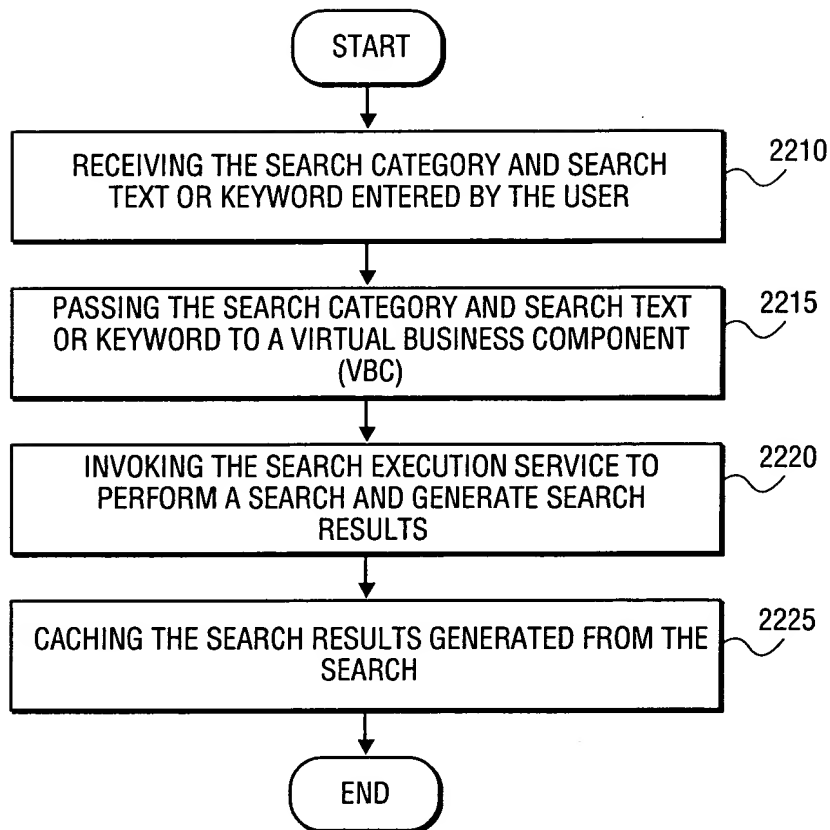 START
RECEIVING THE SEARCH CATEGORY AND SEARCH
TEXT OR KEYWORD ENTERED BY THE USER
2210
PASSING THE SEARCH CATEGORY AND SEARCH TEXT
OR KEYWORD TO A VIRTUAL BUSINESS COMPONENT
(VBC)
2215
INVOKING THE SEARCH EXECUTION SERVICE TO
PERFORM A SEARCH AND GENERATE SEARCH
RESULTS
2220
CACHING THE SEARCH RESULTS GENERATED FROM THE
SEARCH
2225
END